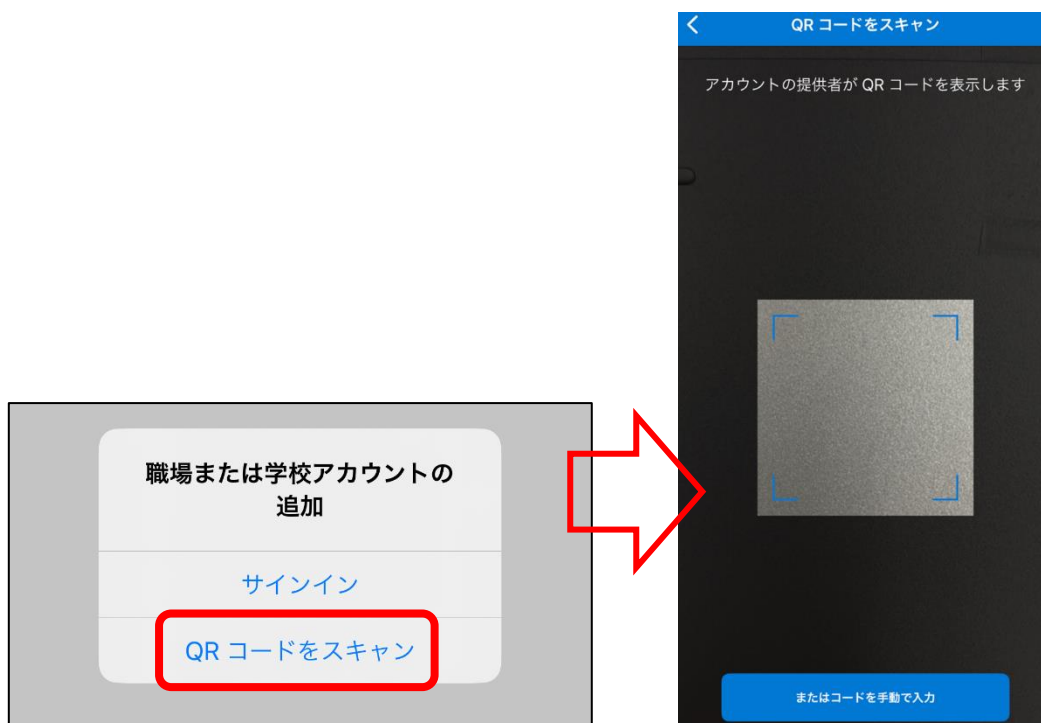 職場または学校アカウントの
追加
サインイン
QR コードをスキャン
QR コードをスキャン
アカウントの提供者が QR コードを表示します
またはコードを手動で入力